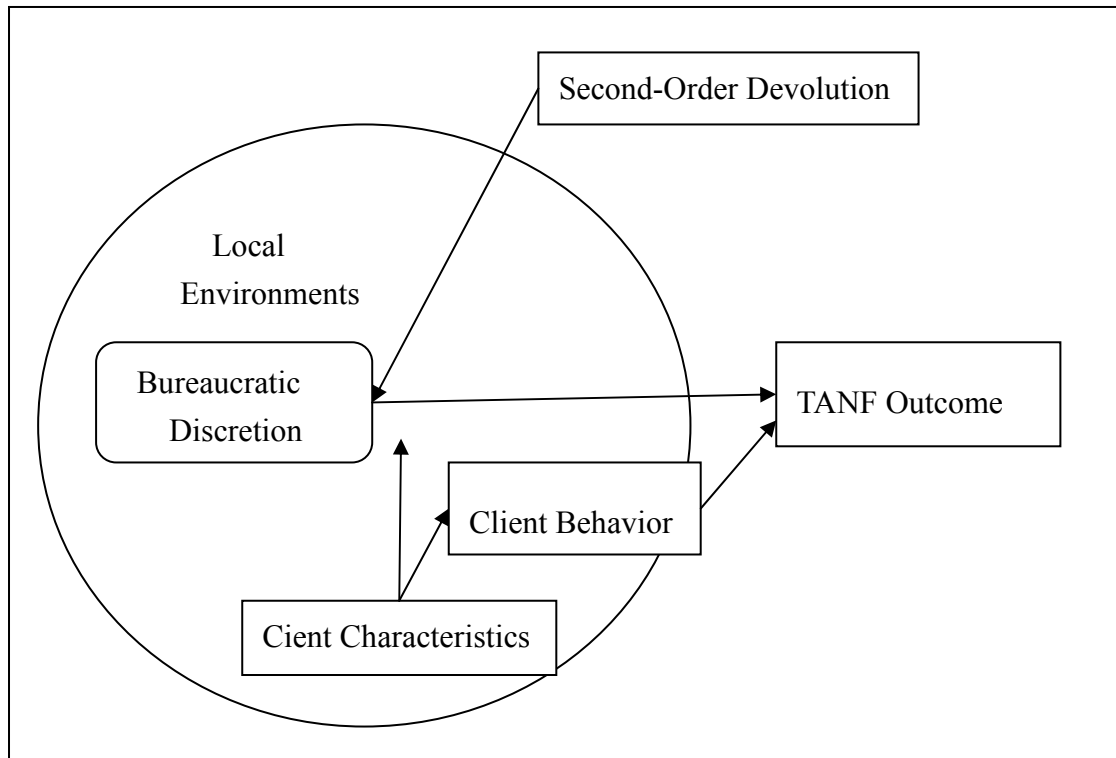 Second-Order Devolution
Local
Environments
Bureaucratic
Discretion
TANF Outcome
Client Behavior
Cient Characteristics